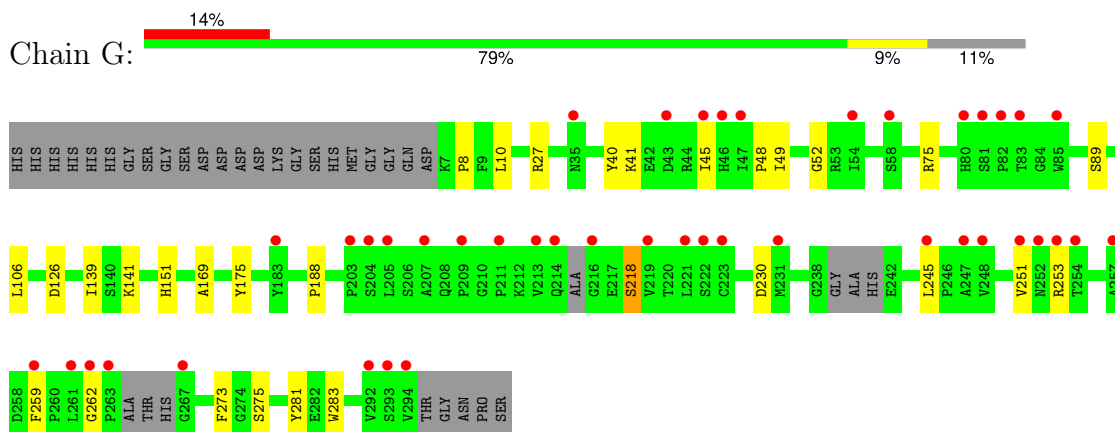 14%
Chain G:
79% 9% 11%
HIS HIS HIS HIS HIS HIS GLY SER GLY SER ASP ASP ASP ASP LYS GLY SER HIS MET GLY GLY GLN ASP K7 P8 F9 L10 R27 N35 Y40 K41 E42 D43 R44 I45 H46 I47 P48 I49 G52 R53 I54 S58 R75 H80 S81 P82 T83 G84 W85 S89
L106 D126 I139 S140 K141 H151 A169 Y175 Y183 P188 P203 S204 L205 S206 A207 Q208 P209 G210 P211 K212 V213 Q214 ALA G216 E217 S218 V219 T220 L221 S222 C223 D230 M231 G238 GLY ALA HIS E242 L245 P246 A247 V248 V251 N252 R253 T254 A257
D258 F259 P260 L261 G262 P263 ALA THR HIS G267 F273 G274 S275 Y281 E282 W283 V292 S293 V294 THR GLY ASN PRO SER